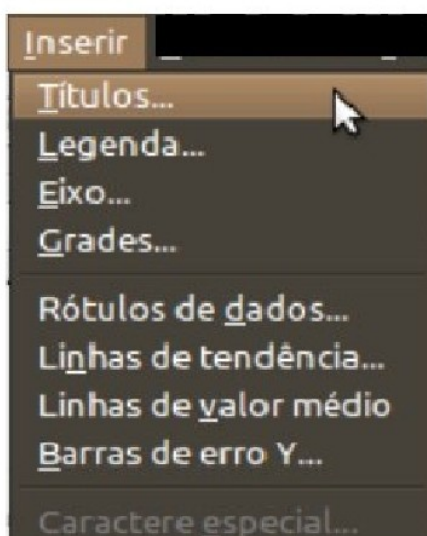 Inserir
Títulos...
Legenda...
Eixo...
Grades...
Rótulos de dados...
Linhas de tendência...
Linhas de valor médio
Barras de erro Y...
Caractere especial...